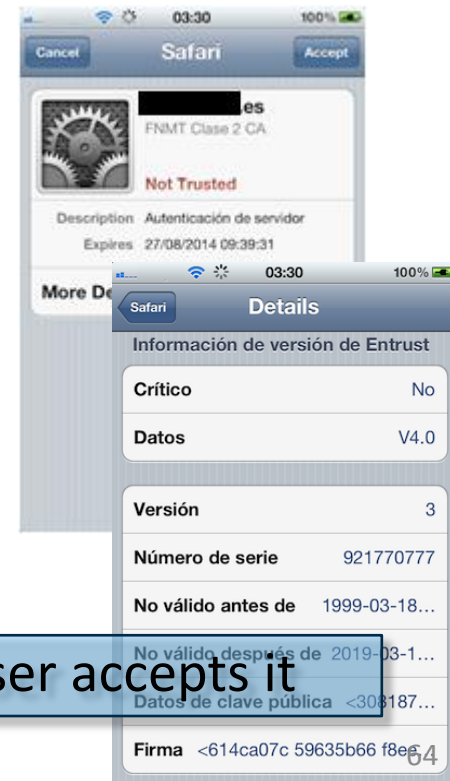 03:30 100%
Cancel Safari Accept
.es
FNMT Clase 2 CA
Not Trusted
Description Autenticación de servidor
Expires 27/08/2014 09:39:31
More De
03:30 100%
Safari Details
Información de versión de Entrust
Crítico No
Datos V4.0
Versión 3
Número de serie 921770777
No válido antes de 1999-03-18...
No válido después de 2019-03-1...
ser accepts it
Datos de clave pública <308187...
Firma <614ca07c 59635b66 f8ee
64